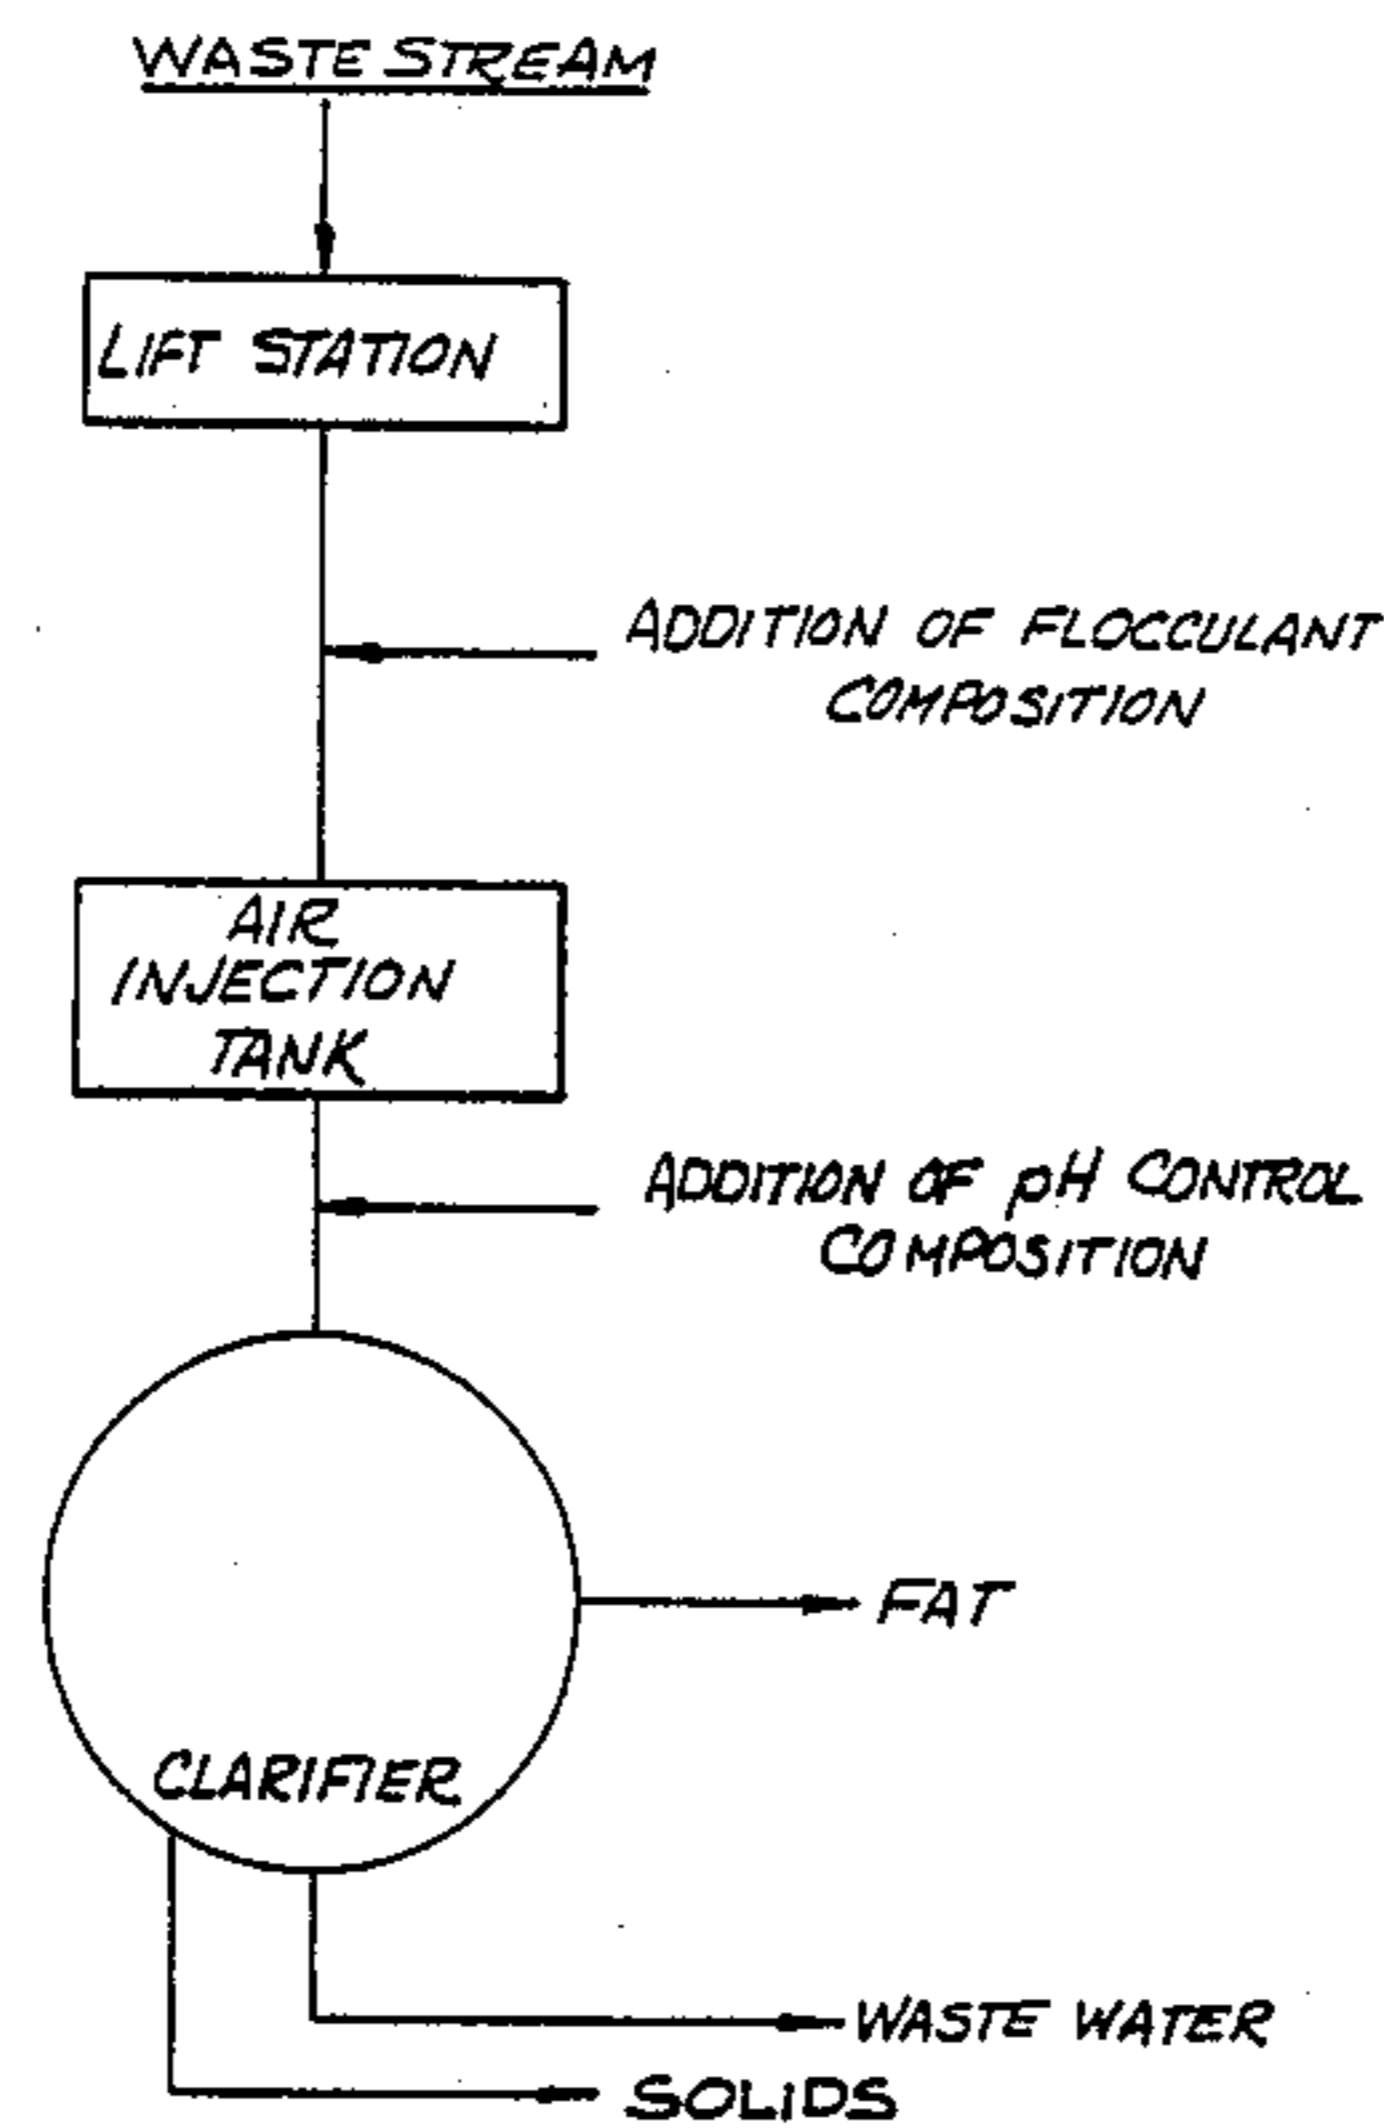 WASTE STREAM
LIFT STATION
ADDITION OF FLOCCULANT
COMPOSITION
AIR
INJECTION
TANK
ADDITION OF pH CONTROL
COMPOSITION
FAT
CLARIFIER
WASTE WATER
SOLIDS